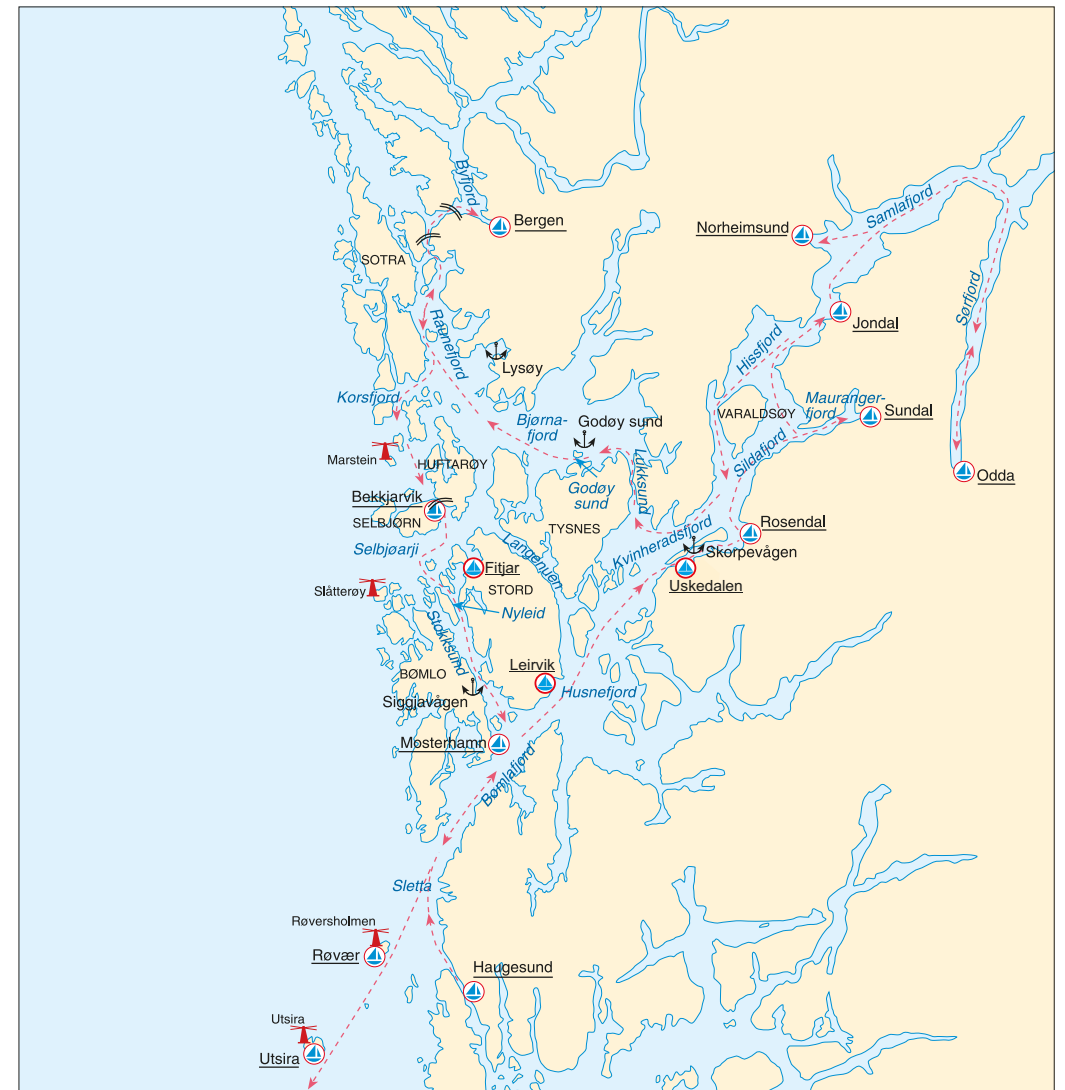 Byfjord
Bergen
Norheimsund
Samlafjord
SOTRA
Raunefjord
Jondal
Sørfjord
Hissfjord
Lysøy
Korsfjord
Bjørna-
fjord
Godøy sund
VARALDSØY
Mauranger-
fjord
Sundal
Marstein
HUFTARØY
Sildafjord
Lukksund
Godøy
sund
Odda
Bekkjarvik
SELBJØRN
TYSNES
Rosendal
Selbjøarji
Langenuen
Kvinheradsfjord
Skorpevågen
Fitjar
Uskedalen
Slåtterøy
STORD
Nyleid
Stokksund
Leirvik
BØMLO
Husnefjord
Siggjavågen
Mosterhamn
Bømlafjord
Sletta
Røversholmen
Røvær
Haugesund
Utsira
Utsira